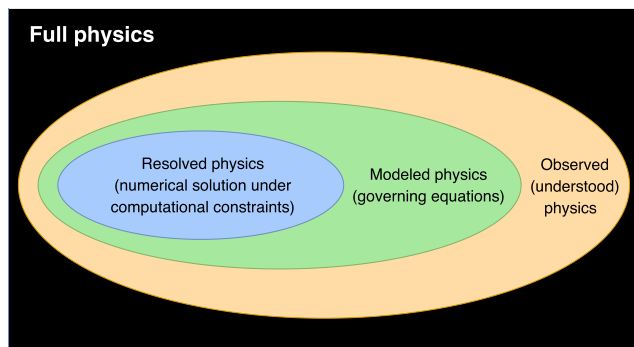 Full physics
Resolved physics
(numerical solution under
computational constraints)
Modeled physics
(governing equations)
Observed
(understood)
physics